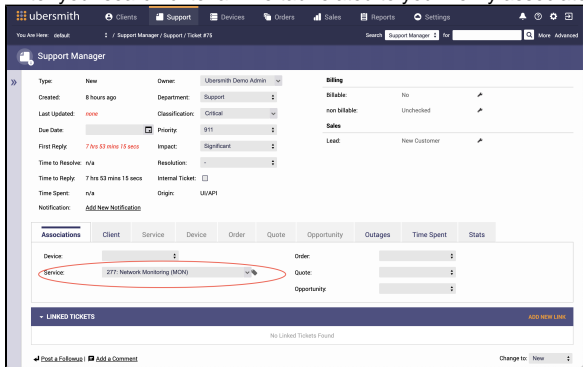 ubersmith Clients Support Devices Orders Sales Reports Settings
You Are Here: default / Support Manager / Support / Ticket #75 Search Support Manager for More Advanced
Support Manager
Type: New Owner: Ubersmith Demo Admin Billing
Created: 8 hours ago Department: Support Billable: No
Last Updated: none Classification: Critical non billable: Unchecked
Due Date: Priority: 911 Sales
First Reply: 7 hrs 53 mins 15 secs Impact: Significant Lead: New Customer
Time to Resolve: n/a Resolution: -
Time to Reply: 7 hrs 53 mins 15 secs Internal Ticket:
Time Spent: n/a Origin: UI/API
Notification: Add New Notification
Associations Client Service Device Order Quote Opportunity Outages Time Spent Stats
Device: Order:
Service: 277: Network Monitoring (MON) Quote:
Opportunity:
LINKED TICKETS ADD NEW LINK
No Linked Tickets Found
Post a Followup | Add a Comment Change to: New